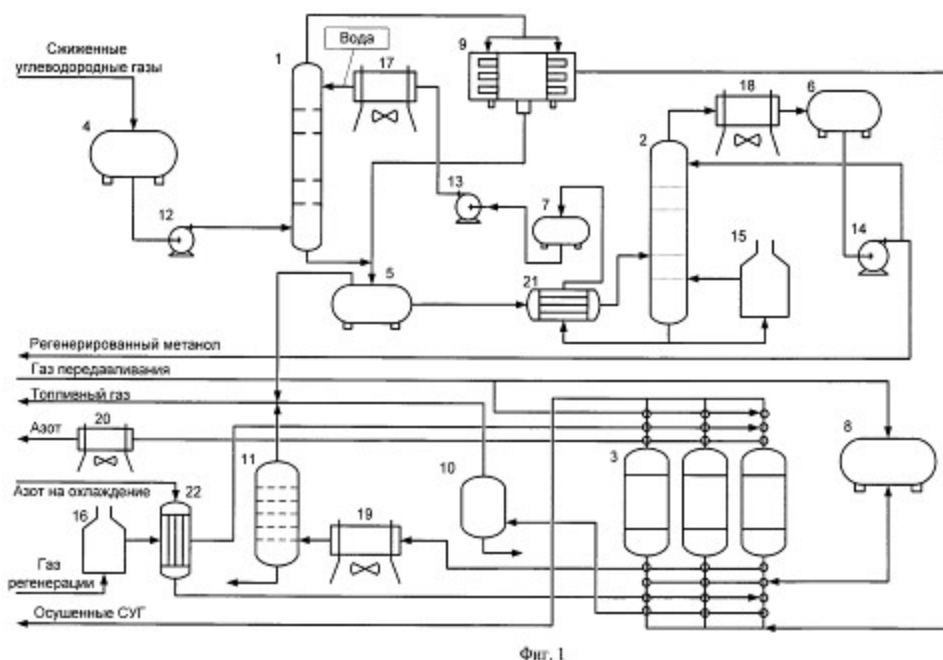 Сжиженные
углеводородные газы
Вода
1
17
9
18
6
4
2
12
13
7
15
14
5
21
Регенерированный метанол
Газ передавливания
Топливный газ
20
Азот
11
10
3
8
Азот на охлаждение
22
16
19
Газ
регенерации
Осушенные СУГ
Фиг. 1